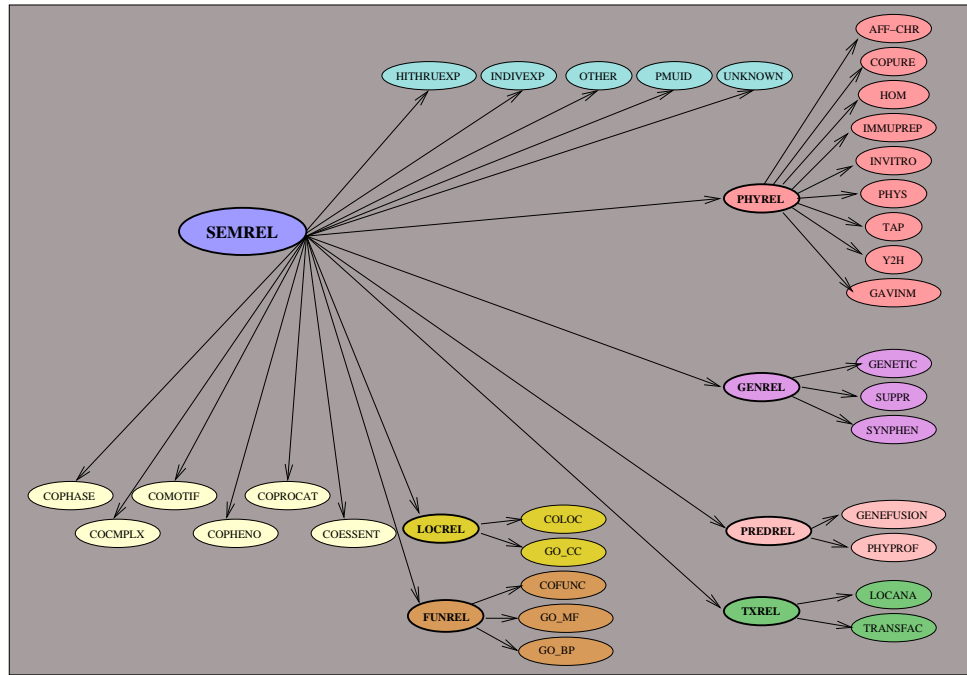 AFF-CHR
HITHRUEXP INDIVEXP OTHER PMUID UNKNOWN
COPURE
HOM
IMMUPREP
INVITRO
PHYREL
PHYS
SEMREL
TAP
Y2H
GAVINM
GENETIC
GENREL
SUPPR
SYNPHEN
COPHASE COMOTIF COPROCAT
COCMPLX COPHENO COESSENT
LOCREL
COLOC
GO_CC
PREDREL
GENEFUSION
PHYPROF
FUNREL
COFUNC
GO_MF
GO_BP
TXREL
LOCANA
TRANSFAC